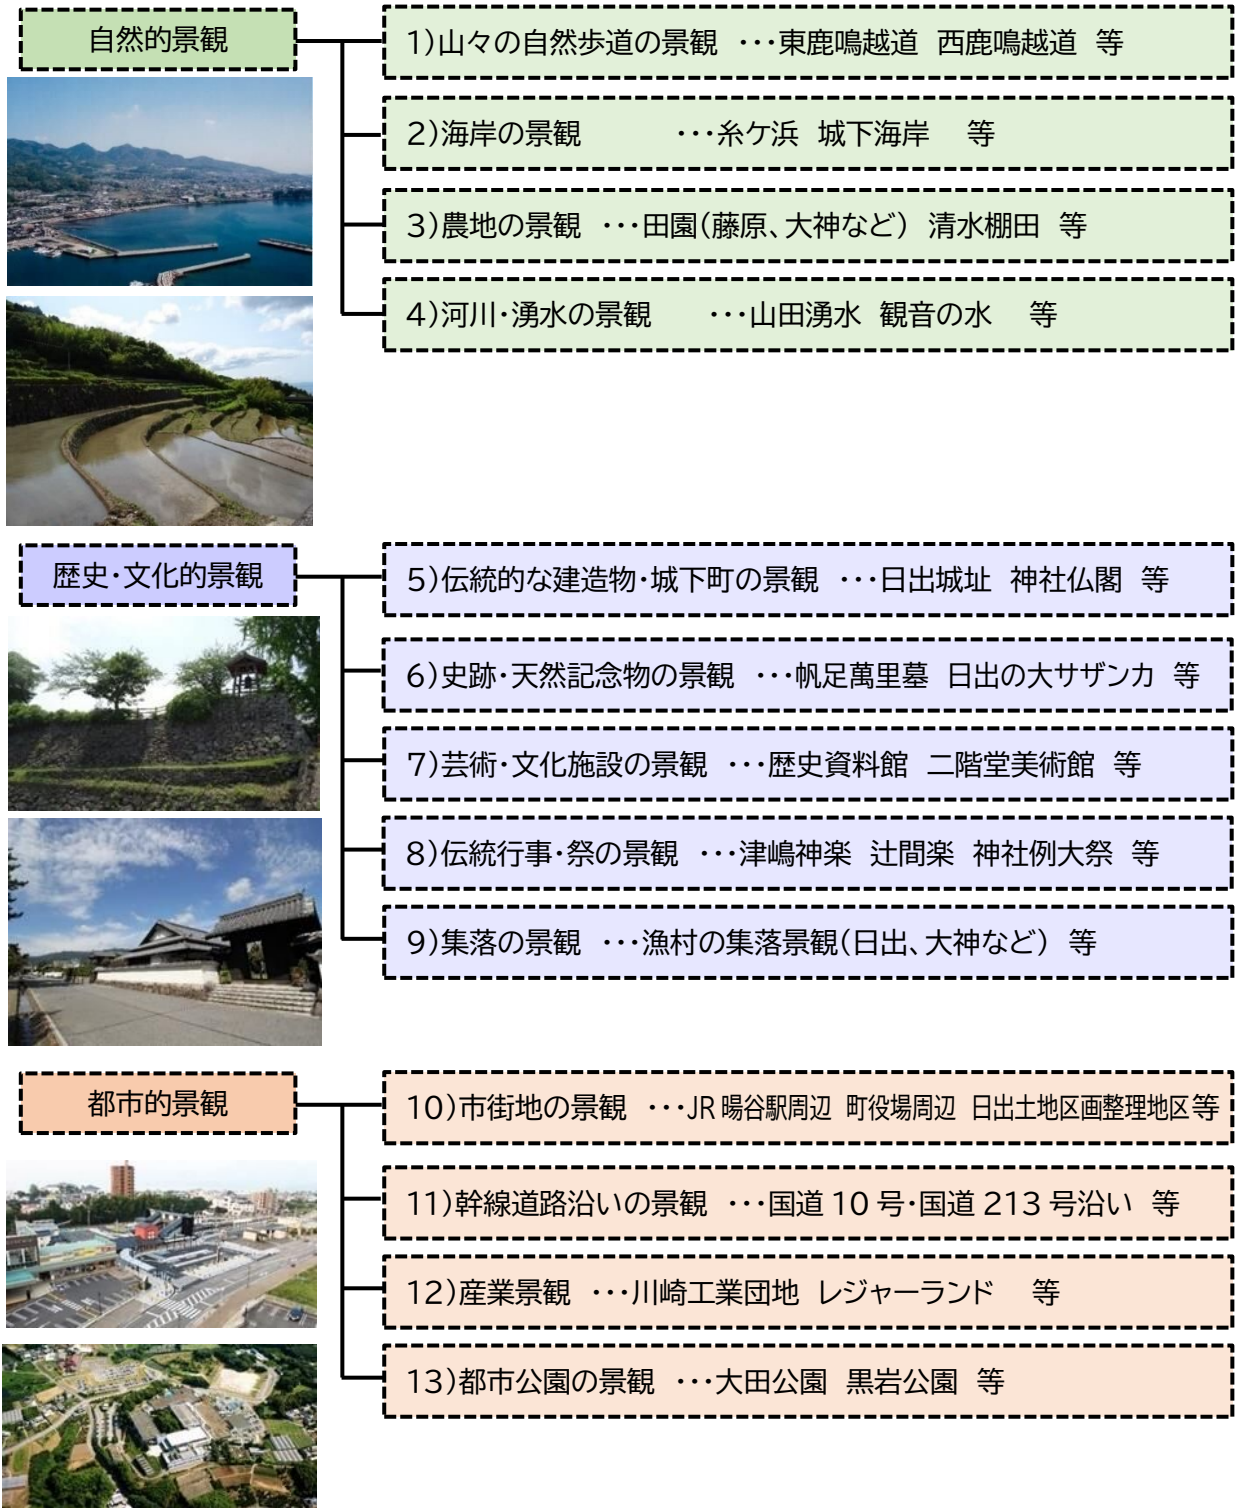 自然的景観
1)山々の自然歩道の景観 ･･･東鹿鳴越道 西鹿鳴越道 等
2)海岸の景観 ･･･糸ケ浜 城下海岸 等
3)農地の景観 ･･･田園(藤原、大神など) 清水棚田 等
4)河川・湧水の景観 ･･･山田湧水 観音の水 等
歴史・文化的景観
5)伝統的な建造物・城下町の景観 ･･･日出城址 神社仏閣 等
6)史跡・天然記念物の景観 ･･･帆足萬里墓 日出の大サザンカ 等
7)芸術・文化施設の景観 ･･･歴史資料館 二階堂美術館 等
8)伝統行事・祭の景観 ･･･津嶋神楽 辻間楽 神社例大祭 等
9)集落の景観 ･･･漁村の集落景観(日出、大神など) 等
都市的景観
10)市街地の景観 ･･･JR 暘谷駅周辺 町役場周辺 日出土地区画整理地区等
11)幹線道路沿いの景観 ･･･国道 10 号・国道 213 号沿い 等
12)産業景観 ･･･川崎工業団地 レジャーランド 等
13)都市公園の景観 ･･･大田公園 黒岩公園 等